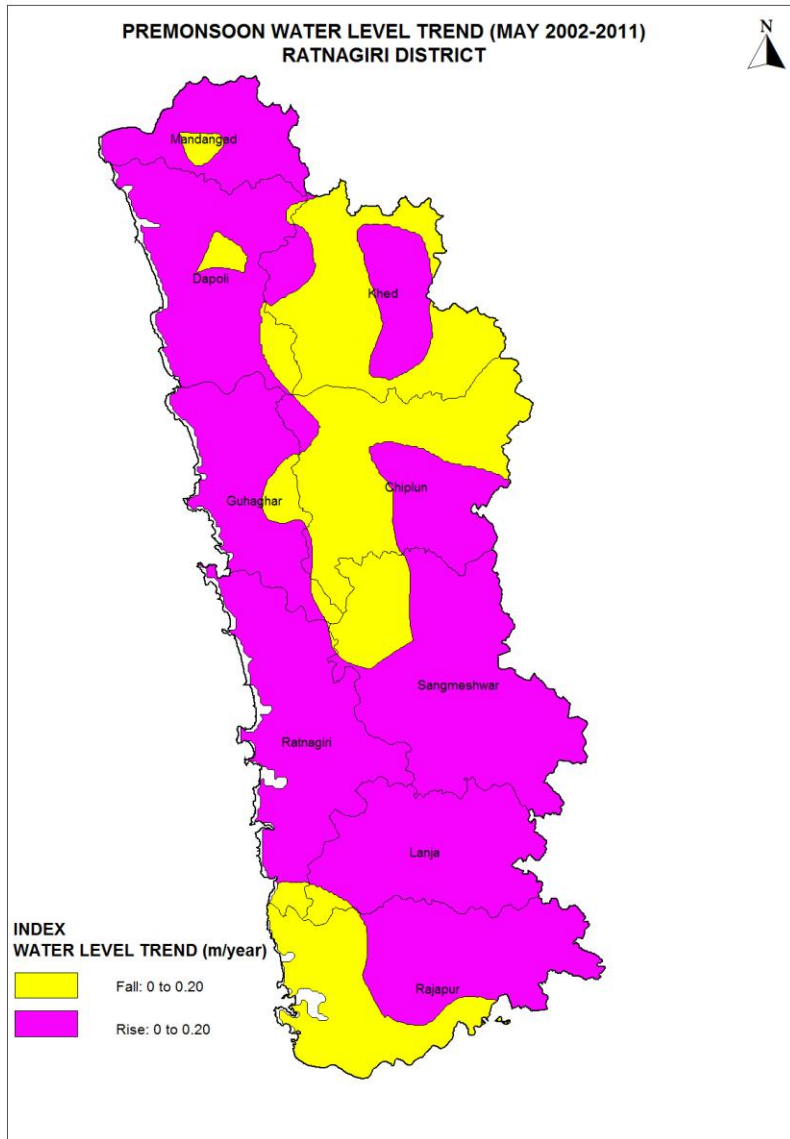 PREMONSOON WATER LEVEL TREND (MAY 2002-2011)
RATNAGIRI DISTRICT
N
Mandangad
Dapoli
Khed
Guhaghar
Chiplun
Sangmeshwar
Ratnagiri
Lanja
Rajapur
INDEX
WATER LEVEL TREND (m/year)
Fall: 0 to 0.20
Rise: 0 to 0.20